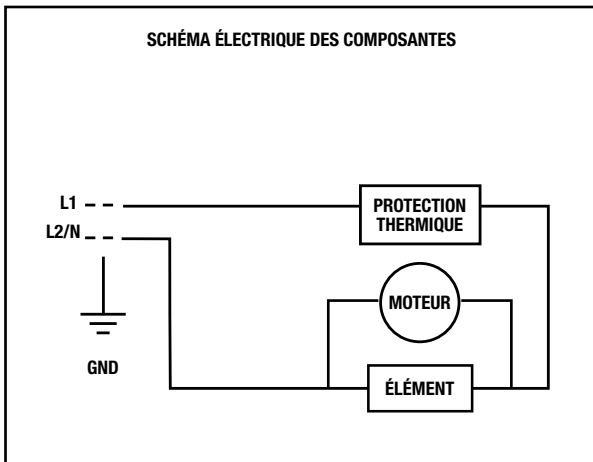 SCHÉMA ÉLECTRIQUE DES COMPOSANTES
L1
PROTECTION
THERMIQUE
L2/N
MOTEUR
GND
ÉLÉMENT